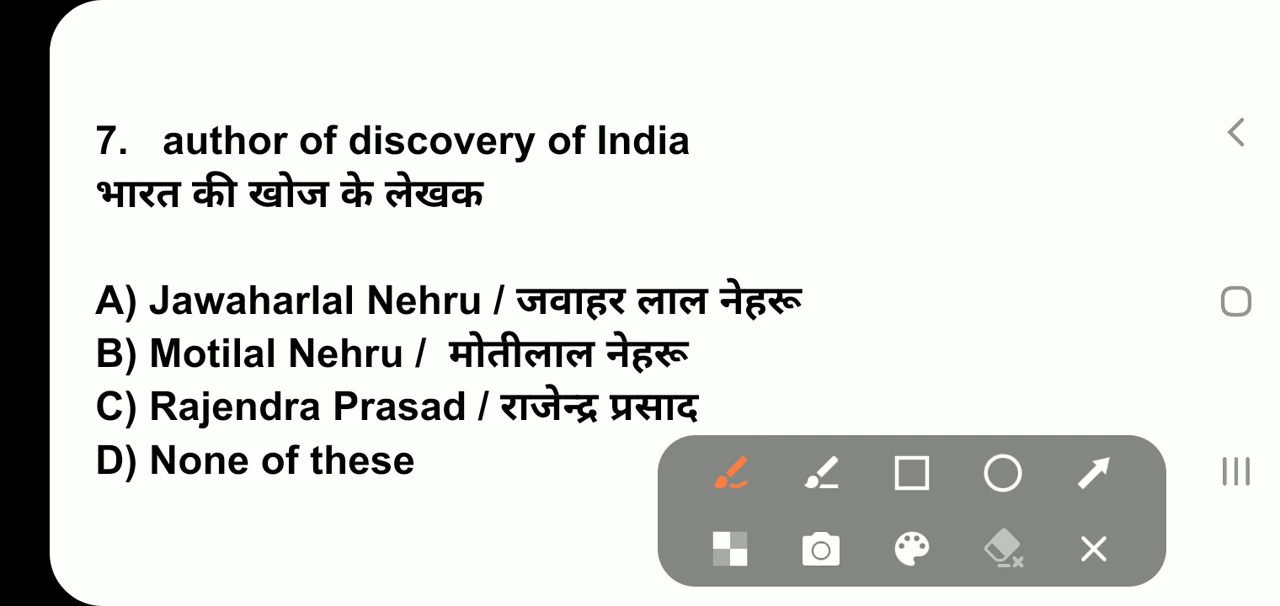 7. author of discovery of India
भारत की खोज के लेखक
A) Jawaharlal Nehru / जवाहर लाल नेहरू
B) Motilal Nehru / मोतीलाल नेहरू
C) Rajendra Prasad / राजेन्द्र प्रसाद
D) None of these